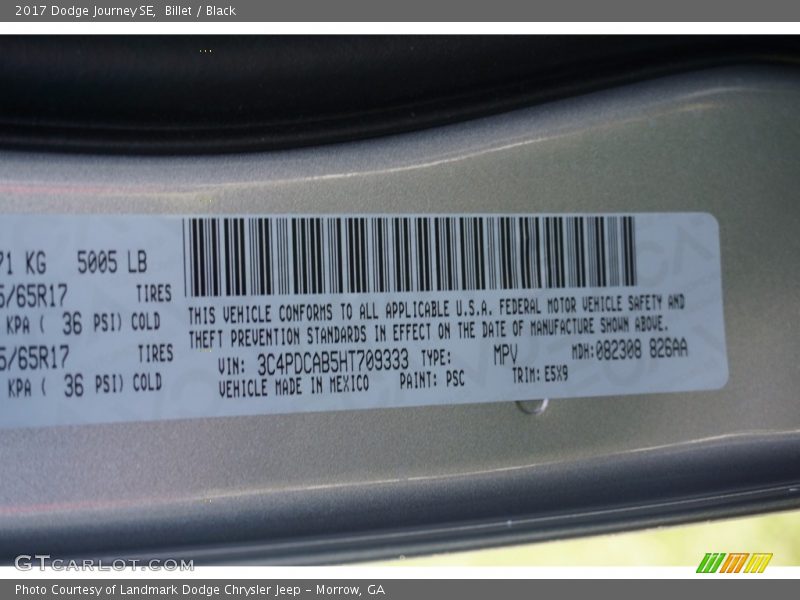 2017 Dodge Journey SE, Billet / Black
71 KG 5005 LB
5/65R17 TIRES
KPA ( 36 PSI) COLD
5/65R17 TIRES
KPA ( 36 PSI) COLD
THIS VEHICLE CONFORMS TO ALL APPLICABLE U.S.A. FEDERAL MOTOR VEHICLE SAFETY AND
THEFT PREVENTION STANDARDS IN EFFECT ON THE DATE OF MANUFACTURE SHOWN ABOVE.
VIN: 3C4PDCAB5HT709333 TYPE: MPV MDH:082308 826AA
VEHICLE MADE IN MEXICO PAINT: PSC TRIM: E5X9
GTCARLOT.COM
Photo Courtesy of Landmark Dodge Chrysler Jeep - Morrow, GA